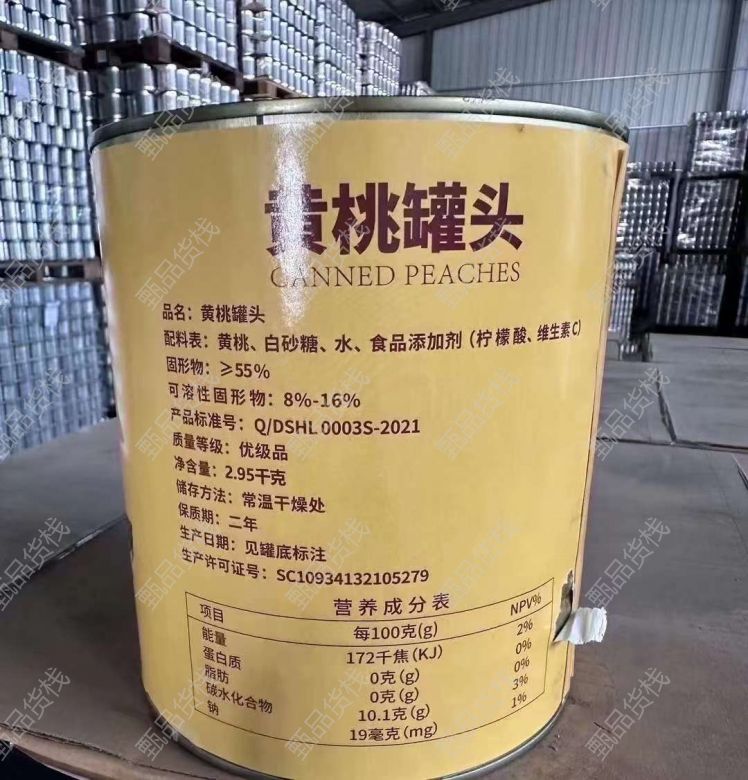 黄桃罐头
CANNED PEACHES
品名：黄桃罐头
配料表：黄桃、白砂糖、水、食品添加剂（柠檬酸、维生素C）
固形物：≥55%
可溶性固形物：8%-16%
产品标准号：Q/DSHL 0003S-2021
质量等级：优级品
净含量：2.95千克
储存方法：常温干燥处
保质期：二年
生产日期：见罐底标注
生产许可证号：SC10934132105279
营养成分表
项目 每100克(g) NPV%
能量 172千焦(KJ) 2%
蛋白质 0克(g) 0%
脂肪 0克(g) 0%
碳水化合物 10.1克(g) 3%
钠 19毫克(mg) 1%
甄品货栈